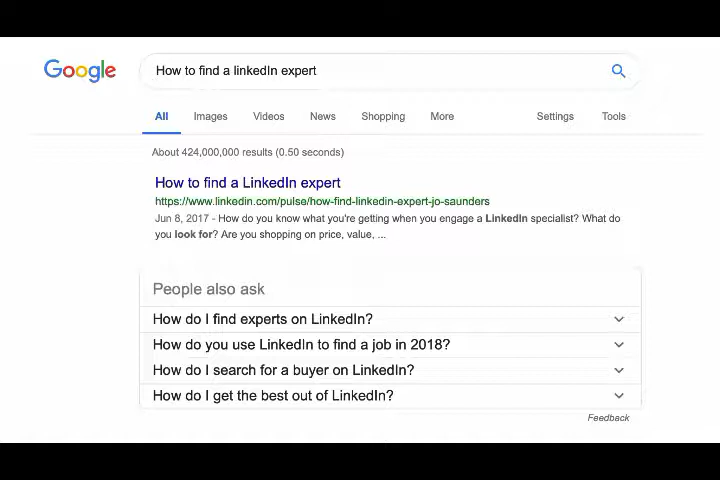 Google
How to find a linkedIn expert
All Images Videos News Shopping More Settings Tools
About 424,000,000 results (0.50 seconds)
How to find a LinkedIn expert
https://www.linkedin.com/pulse/how-find-linkedin-expert-jo-saunders
Jun 8, 2017 - How do you know what you're getting when you engage a LinkedIn specialist? What do
you look for? Are you shopping on price, value, ...
People also ask
How do I find experts on LinkedIn?
How do you use LinkedIn to find a job in 2018?
How do I search for a buyer on LinkedIn?
How do I get the best out of LinkedIn?
Feedback